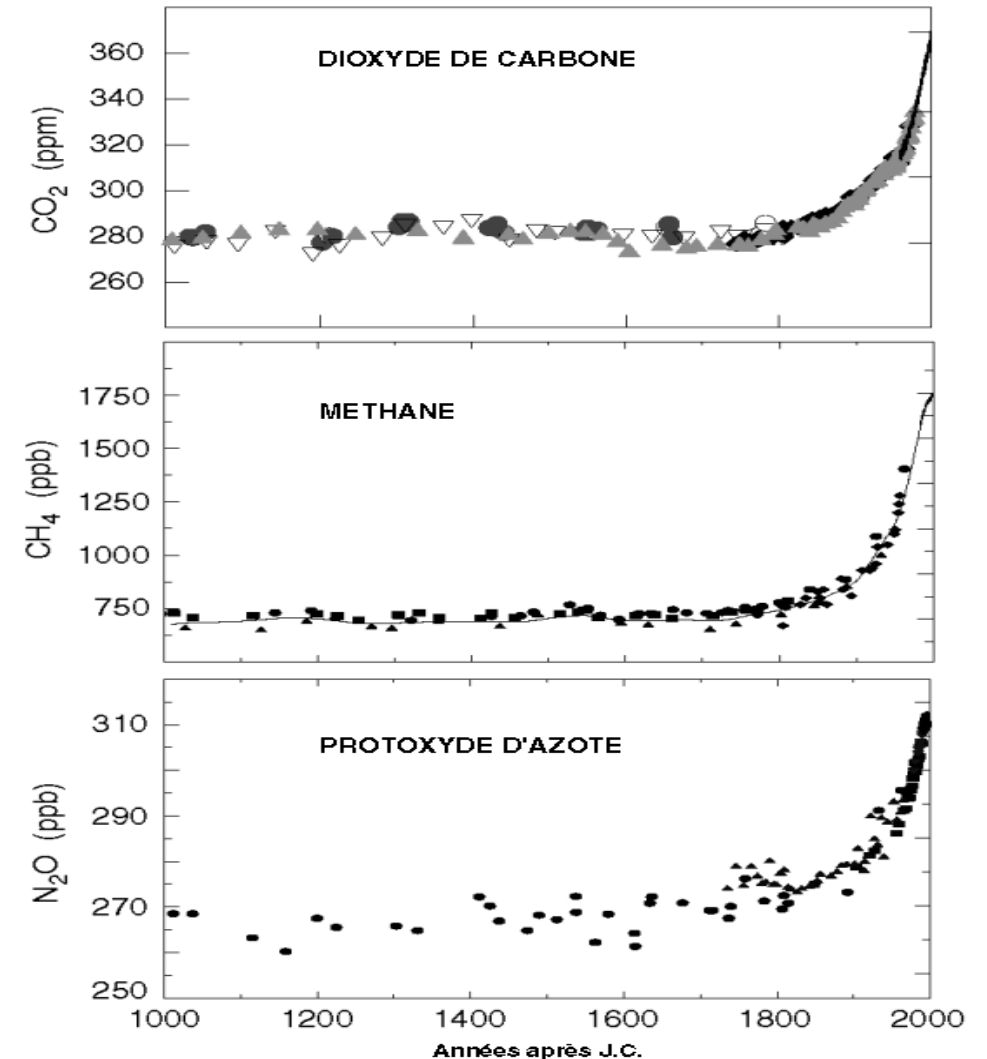 DIOXYDE DE CARBONE
CO2 (ppm)
360
340
320
300
280
260
METHANE
CH4 (ppb)
1750
1500
1250
1000
750
PROTOXYDE D'AZOTE
N2O (ppb)
310
290
270
250
1000 1200 1400 1600 1800 2000
Années après J.C.